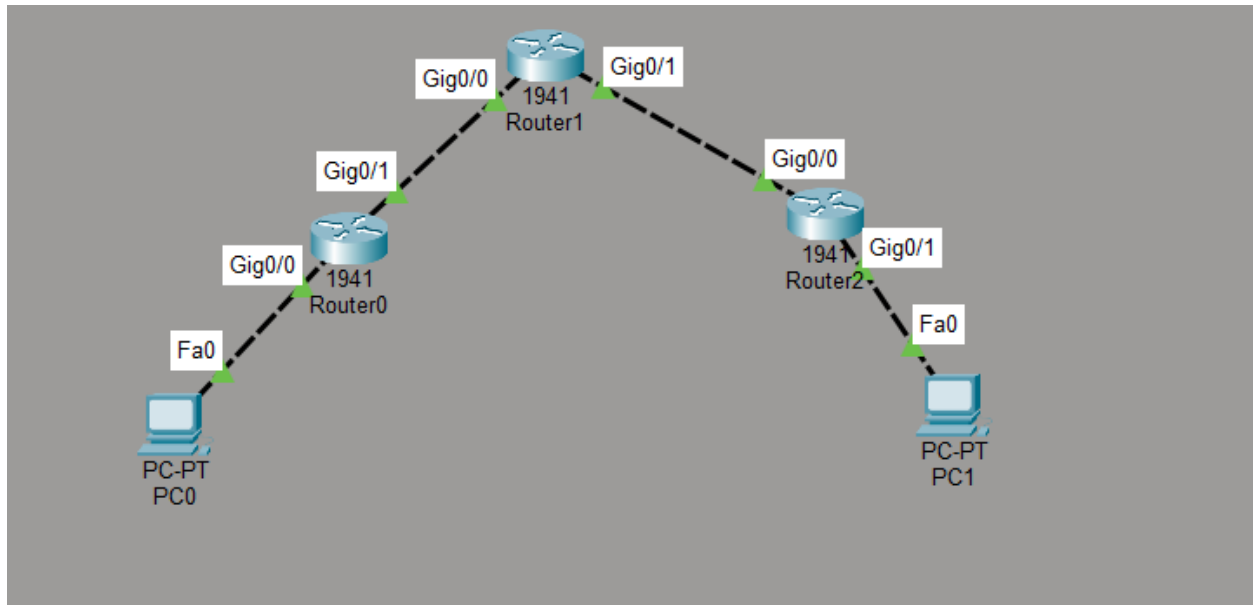 Gig0/0
Gig0/1
1941
Router1
Gig0/1
Gig0/0
Gig0/0
1941
Router0
1941
Router2
Gig0/1
Fa0
Fa0
PC-PT
PC0
PC-PT
PC1